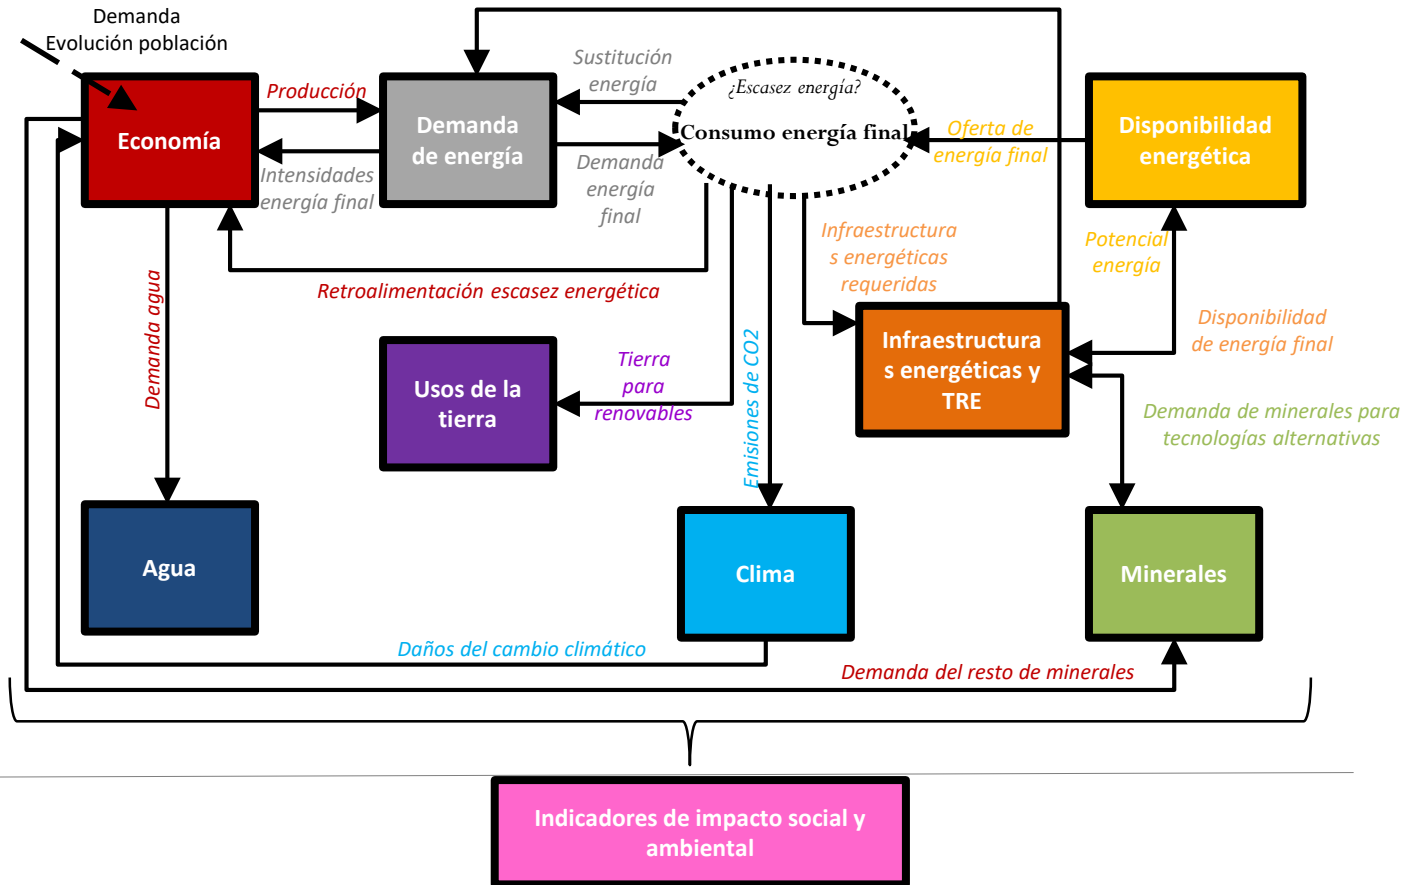 Demanda
Evolución población
Economía
Producción
Intensidades
energía final
Demanda
de energía
Sustitución
energía
Demanda
energía
final
¿Escasez energía?
Consumo energía final
Oferta de
energía final
Disponibilidad
energética
Potencial
energía
Disponibilidad
de energía final
Infraestructura
s energéticas
requeridas
Infraestructura
s energéticas y
TRE
Retroalimentación escasez energética
Demanda agua
Usos de la
tierra
Tierra
para
renovables
Emisiones de CO2
Demanda de minerales para
tecnologías alternativas
Agua
Clima
Minerales
Daños del cambio climático
Demanda del resto de minerales
Indicadores de impacto social y
ambiental